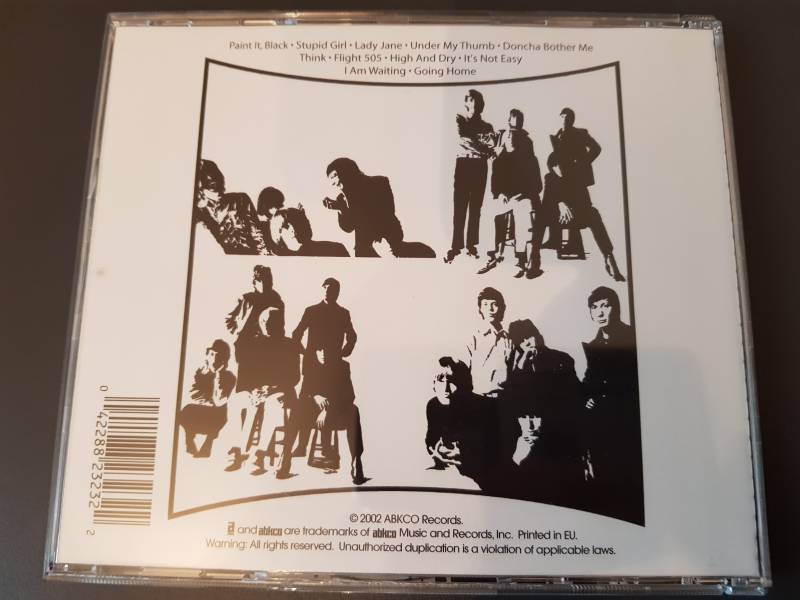 Paint It, Black • Stupid Girl • Lady Jane • Under My Thumb • Doncha Bother Me
Think • Flight 505 • High And Dry • It's Not Easy
I Am Waiting • Going Home
0 42288 23232 2
© 2002 ABKCO Records.
and abkco are trademarks of abkco Music and Records, Inc. Printed in EU.
Warning: All rights reserved. Unauthorized duplication is a violation of applicable laws.